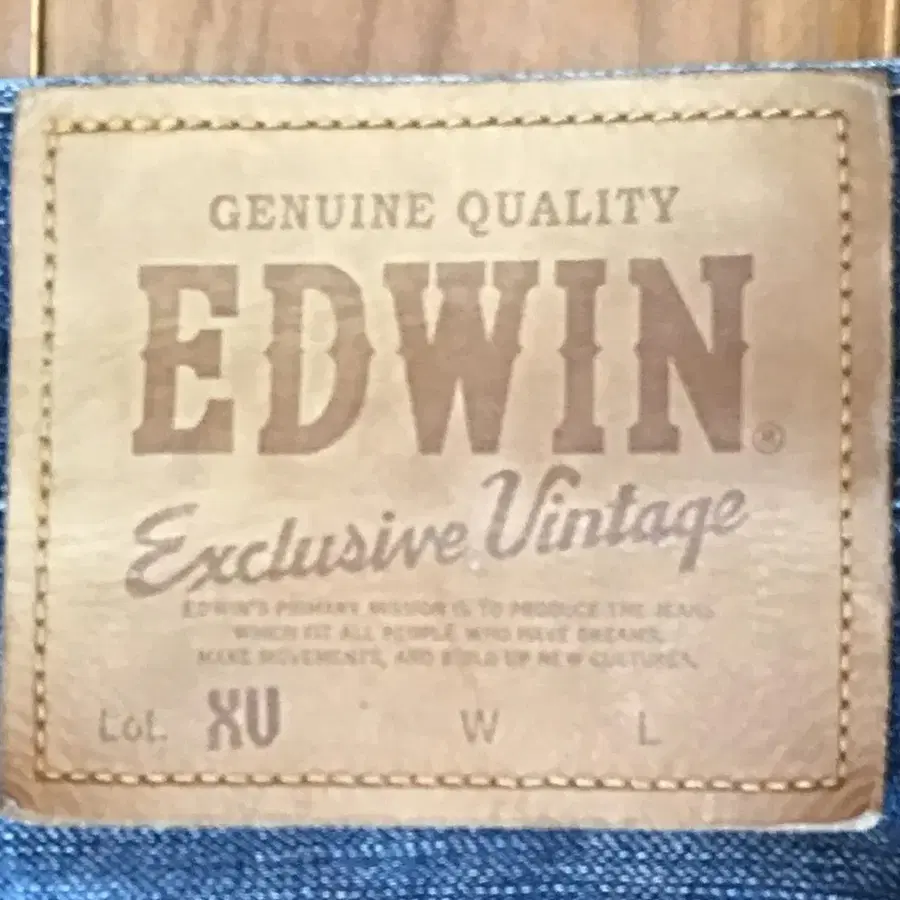 GENUINE QUALITY
EDWIN®
Exclusive Vintage
EDWIN'S PRIMARY MISSION IS TO PRODUCE THE JEANS
WHICH FIT ALL PEOPLE WHO HAVE DREAMS,
MAKE MOVEMENTS, AND BUILD UP NEW CULTURES.
Lot. XU W L